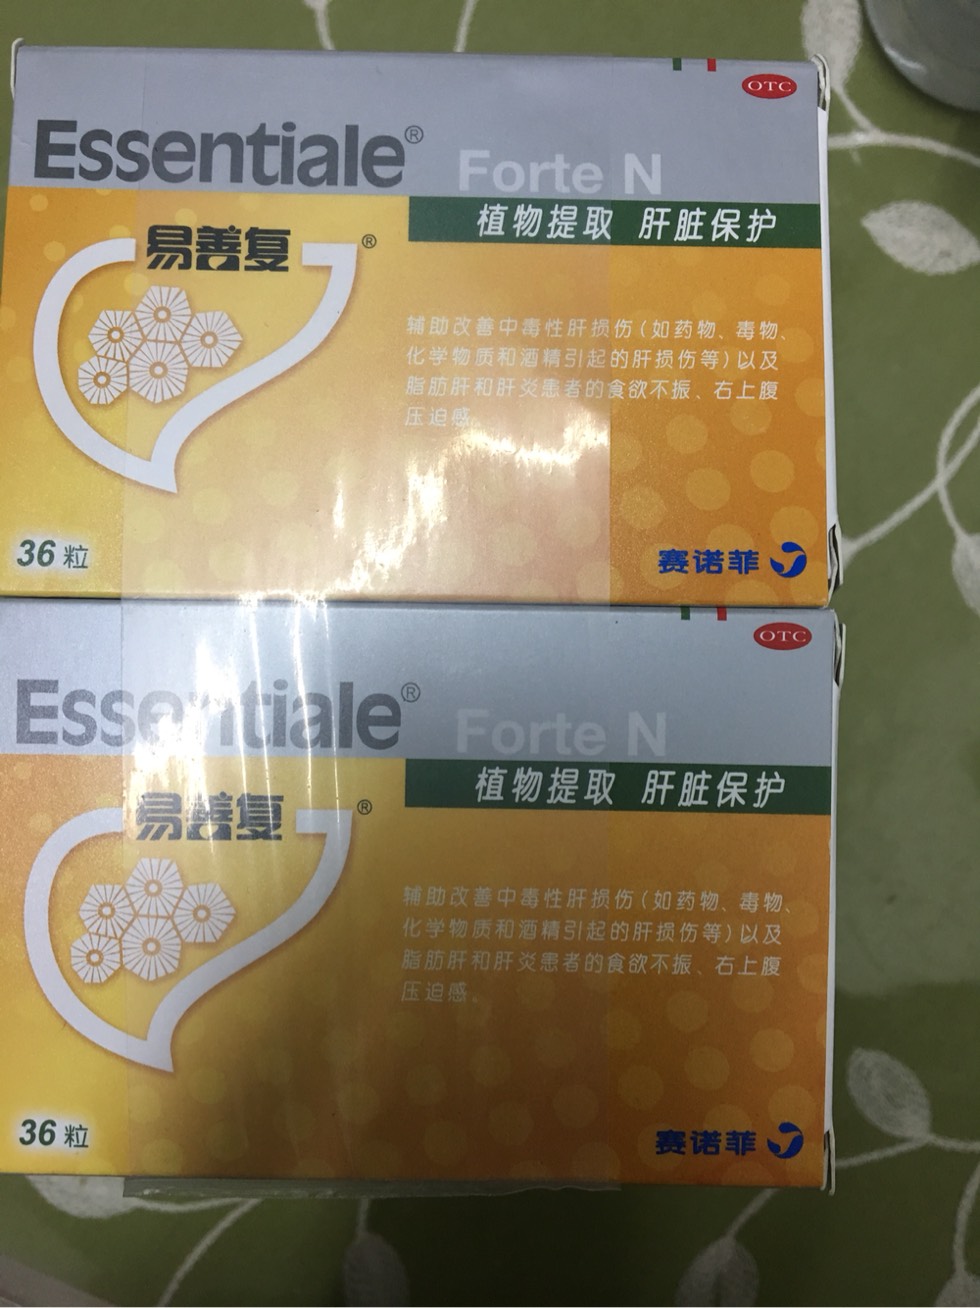 OTC
Essentiale®
Forte N
植物提取 肝脏保护
易善复®
辅助改善中毒性肝损伤(如药物、毒物、
化学物质和酒精引起的肝损伤等)以及
脂肪肝和肝炎患者的食欲不振、右上腹
压迫感。
36粒
赛诺菲
OTC
Essentiale®
Forte N
植物提取 肝脏保护
易善复®
辅助改善中毒性肝损伤(如药物、毒物、
化学物质和酒精引起的肝损伤等)以及
脂肪肝和肝炎患者的食欲不振、右上腹
压迫感。
36粒
赛诺菲